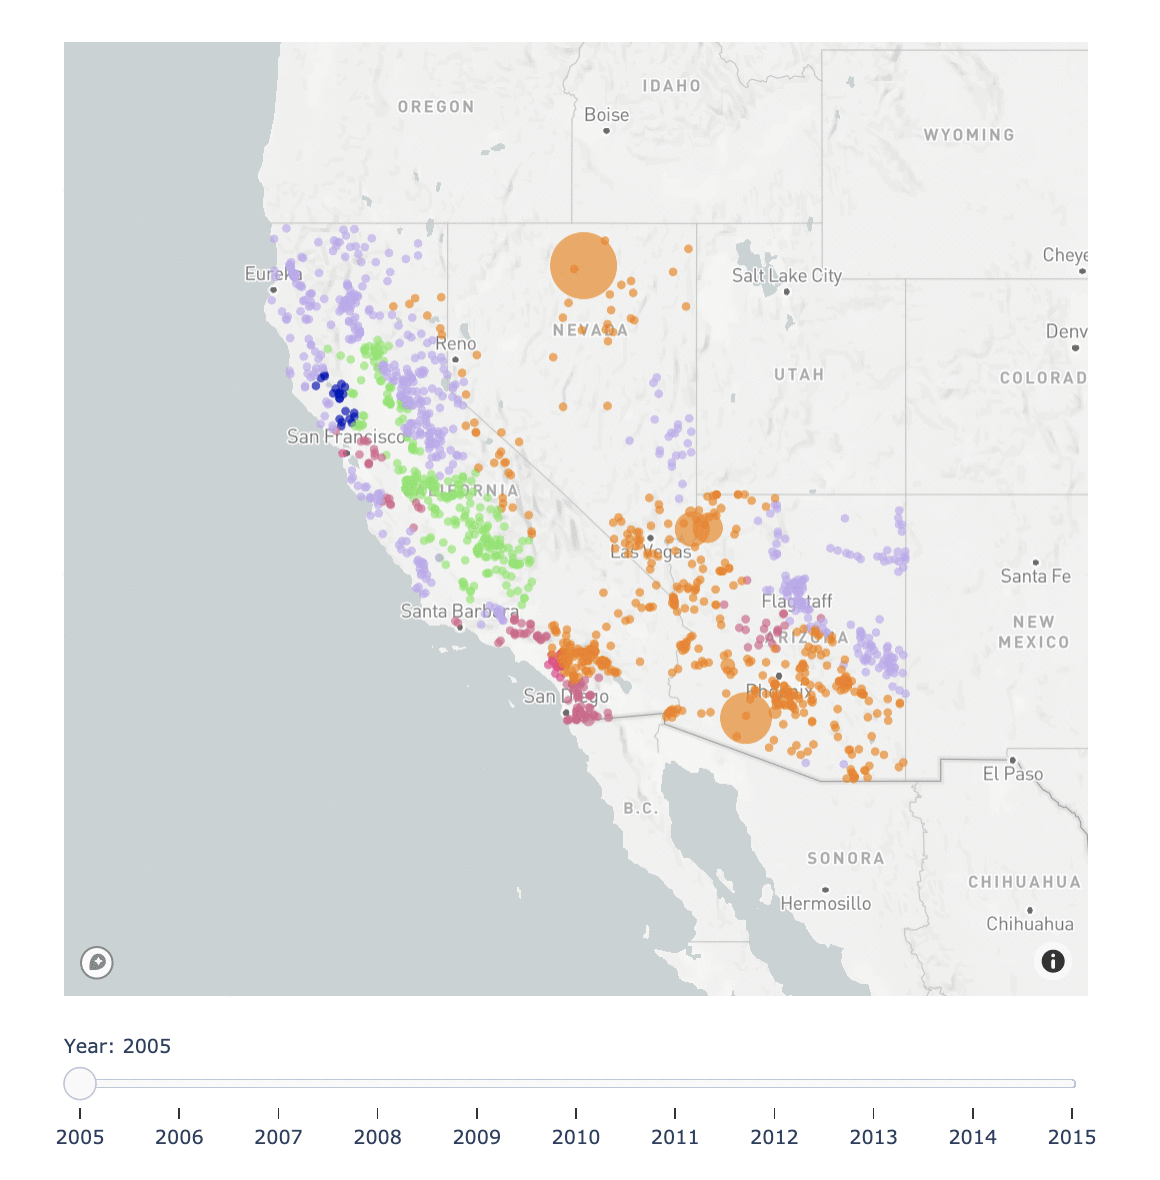 IDAHO
OREGON
Boise
WYOMING
Cheye
Eureka
Salt Lake City
NEVADA
Denv
Reno
UTAH
COLORAD
San Francisco
CALIFORNIA
Las Vegas
Santa Fe
Santa Barbara
Flagstaff
NEW
MEXICO
ARIZONA
San Diego
Phoenix
El Paso
B.C.
SONORA
CHIHUAHUA
Hermosillo
Chihuahua
Year: 2005
2005 2006 2007 2008 2009 2010 2011 2012 2013 2014 2015